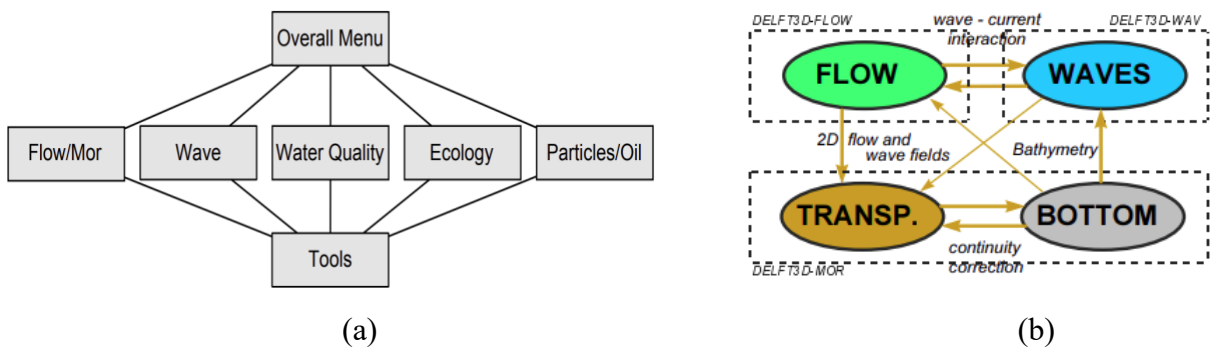 Overall Menu
Flow/Mor
Wave
Water Quality
Ecology
Particles/Oil
Tools
(a)
DELFT3D-FLOW
wave - current
interaction
DELFT3D-WAV
FLOW
WAVES
2D flow and
wave fields
Bathymetry
TRANSP.
BOTTOM
continuity
correction
DELFT3D-MOR
(b)